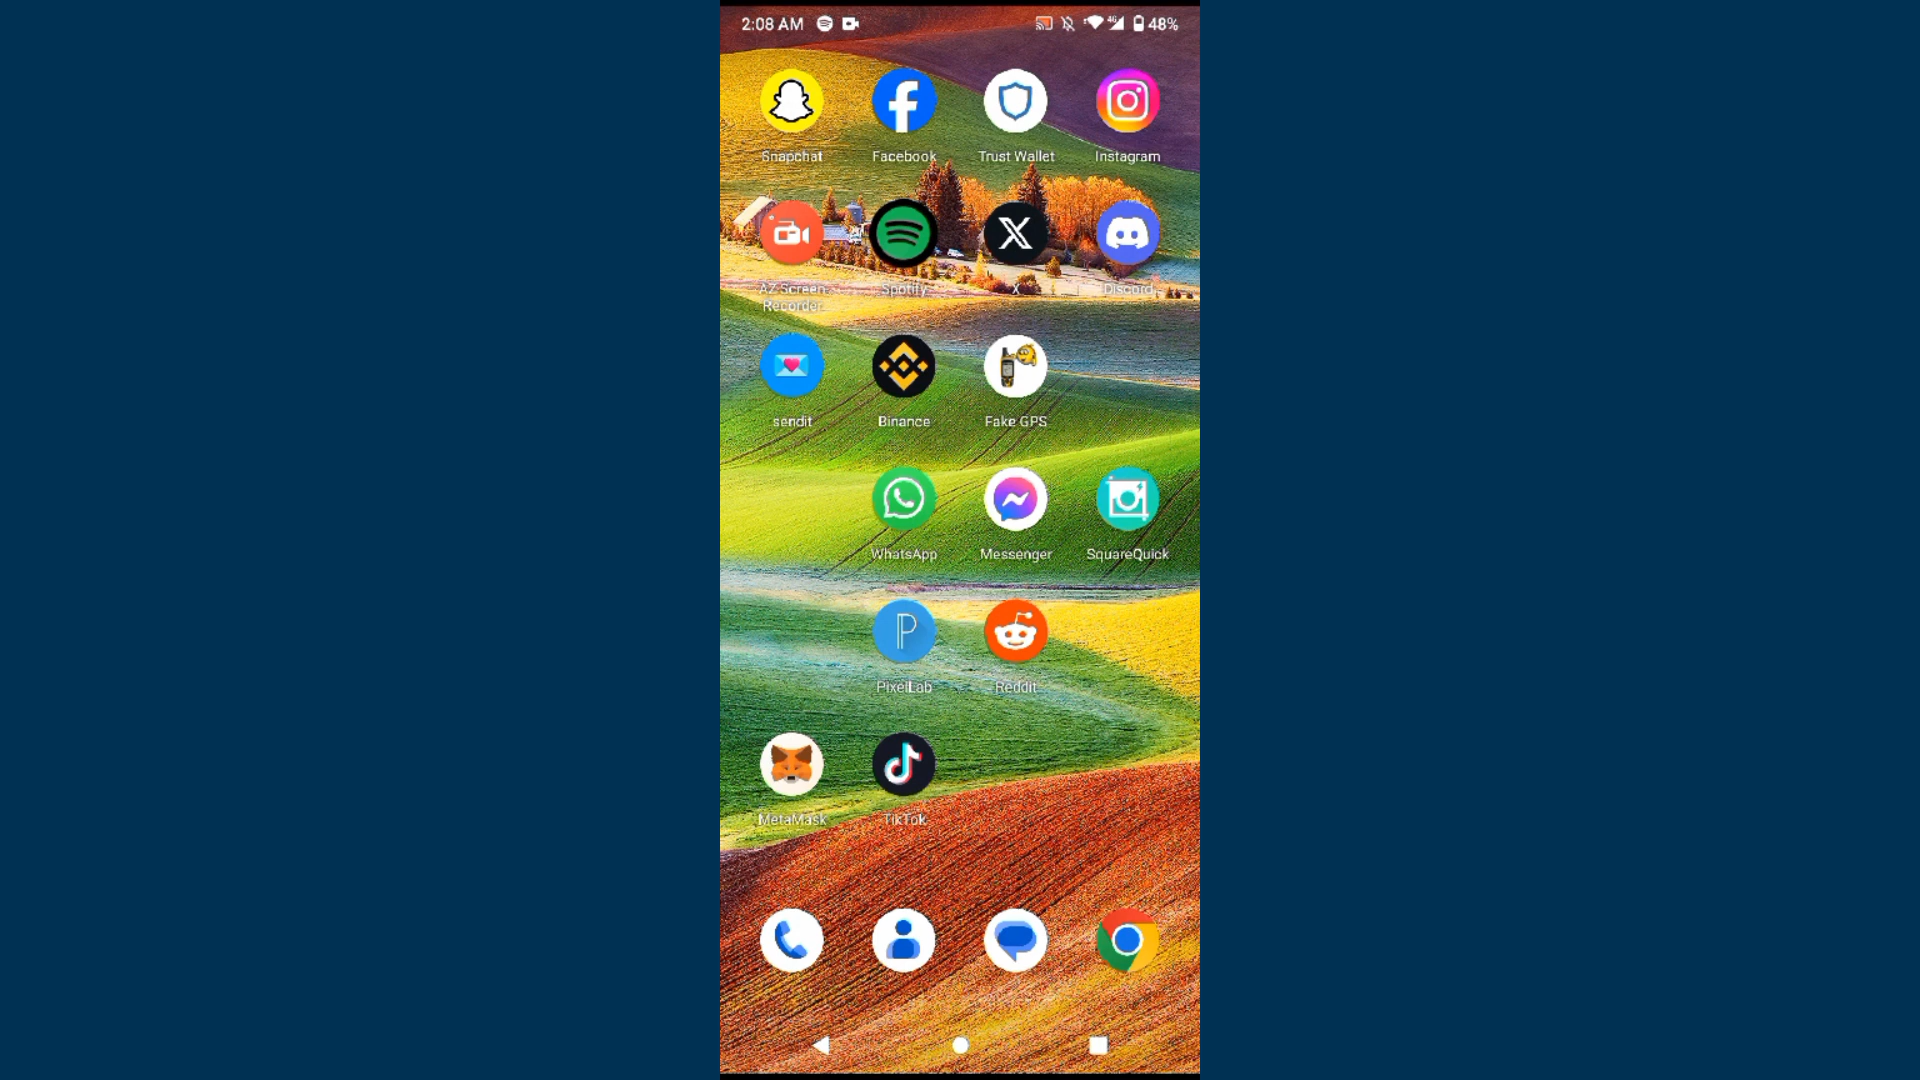 2:08 AM 4G 48%
Snapchat Facebook Trust Wallet Instagram
AZ Screen Recorder Spotify X Discord
sendit Binance Fake GPS
WhatsApp Messenger SquareQuick
PixelLab Reddit
MetaMask TikTok